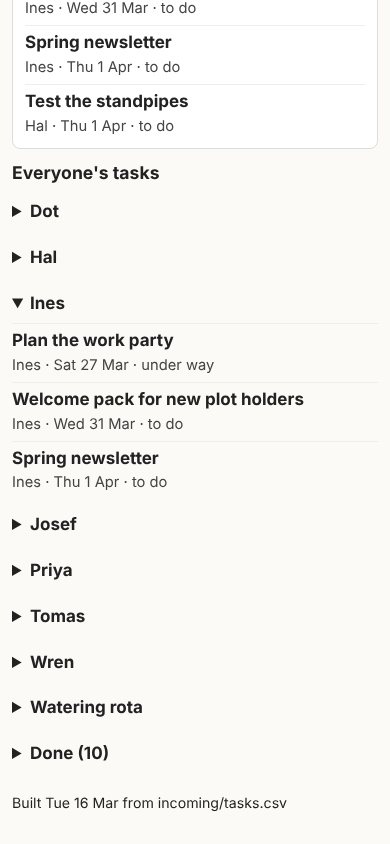 Ines · Wed 31 Mar · to do
Spring newsletter
Ines · Thu 1 Apr · to do
Test the standpipes
Hal · Thu 1 Apr · to do
Everyone's tasks
Dot
Hal
Ines
Plan the work party
Ines · Sat 27 Mar · under way
Welcome pack for new plot holders
Ines · Wed 31 Mar · to do
Spring newsletter
Ines · Thu 1 Apr · to do
Josef
Priya
Tomas
Wren
Watering rota
Done (10)
Built Tue 16 Mar from incoming/tasks.csv